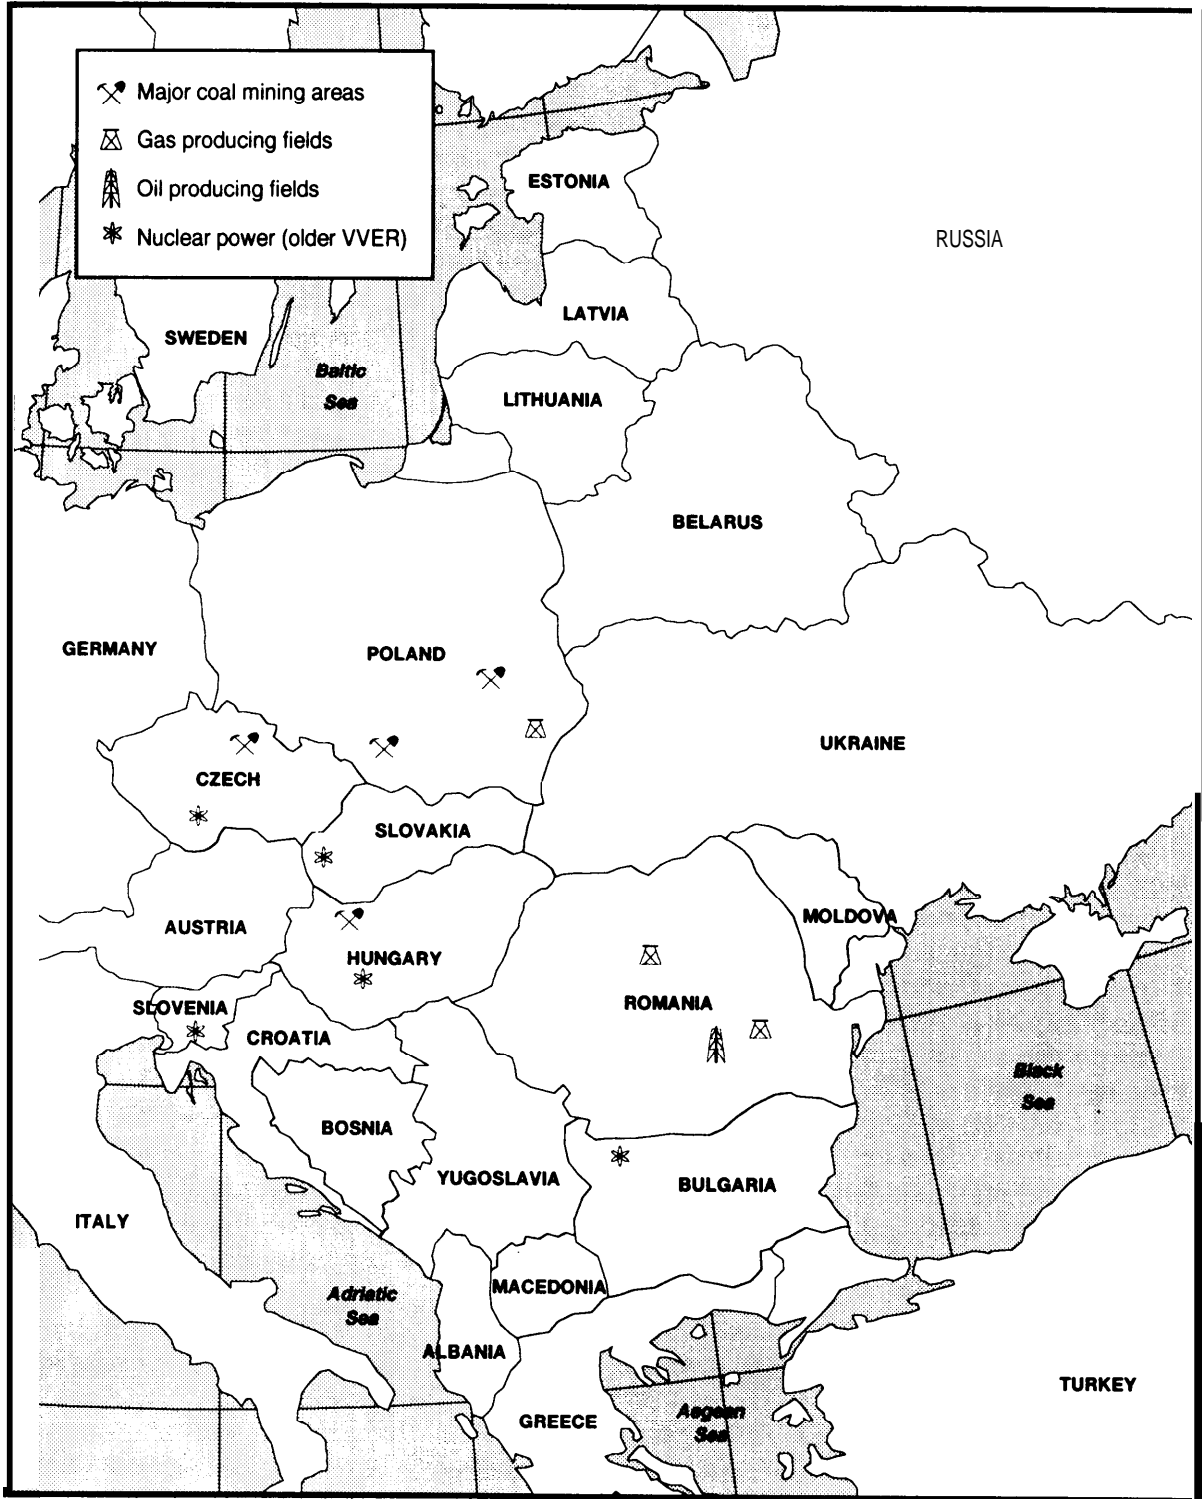 Major coal mining areas
Gas producing fields
Oil producing fields
Nuclear power (older VVER)
ESTONIA
RUSSIA
LATVIA
SWEDEN
Baltic
Sea
LITHUANIA
BELARUS
GERMANY
POLAND
UKRAINE
CZECH
SLOVAKIA
MOLDOVA
AUSTRIA
HUNGARY
ROMANIA
SLOVENIA
CROATIA
Black
Sea
BOSNIA
YUGOSLAVIA
BULGARIA
ITALY
MACEDONIA
Adriatic
Sea
ALBANIA
TURKEY
GREECE
Aegean
Sea